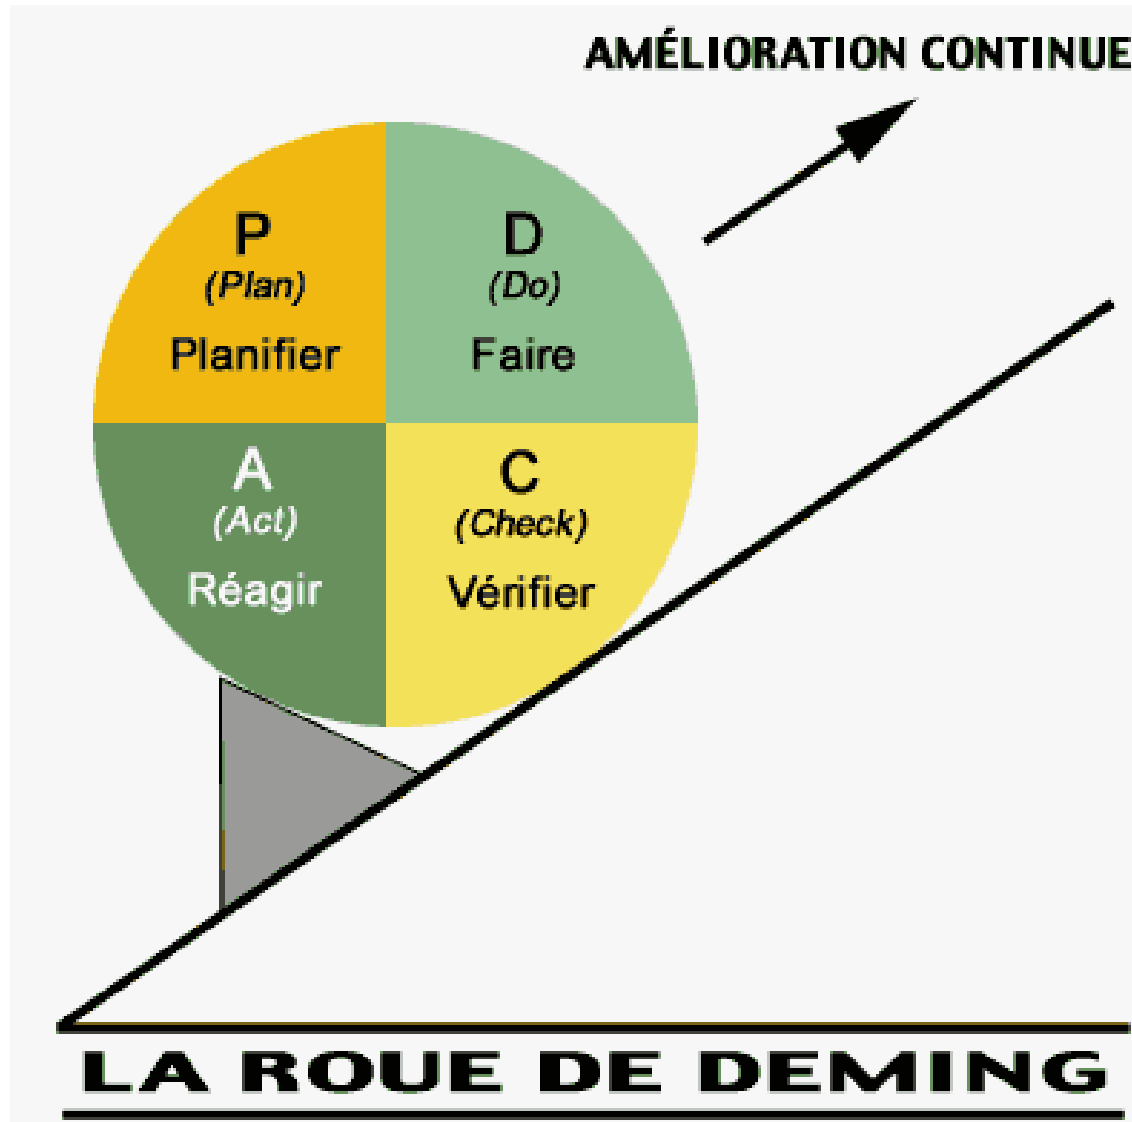 AMÉLIORATION CONTINUE
P
(Plan)
Planifier
D
(Do)
Faire
A
(Act)
Réagir
C
(Check)
Vérifier
LA ROUE DE DEMING